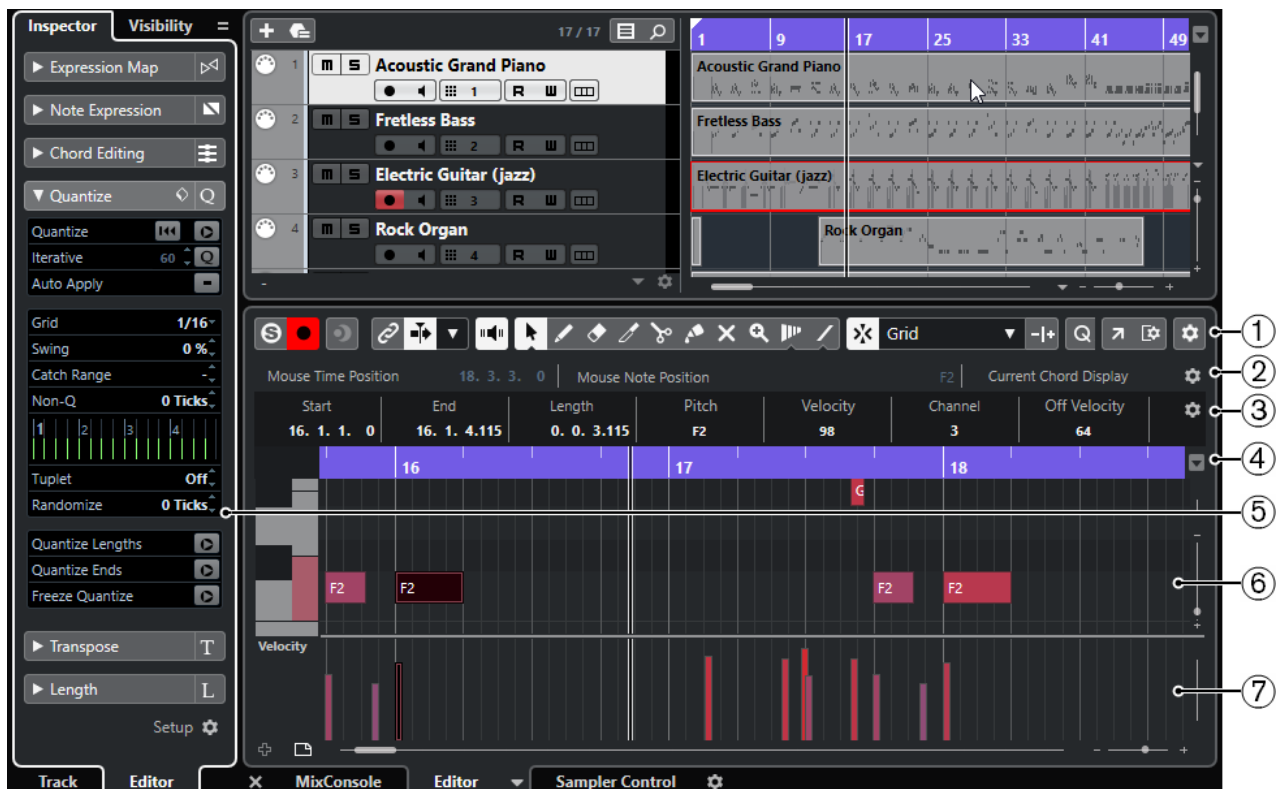 Inspector Visibility
17 / 17
1 9 17 25 33 41 49
Expression Map
Note Expression
Chord Editing
Quantize Q
Quantize
Iterative 60 Q
Auto Apply
Grid 1/16
Swing 0 %
Catch Range -
Non-Q 0 Ticks
1 2 3 4
Tuplet Off
Randomize 0 Ticks
Quantize Lengths
Quantize Ends
Freeze Quantize
Transpose T
Length L
Setup
1 m S Acoustic Grand Piano
1 R W
2 m S Fretless Bass
2 R W
3 m S Electric Guitar (jazz)
3 R W
4 m S Rock Organ
4 R W
Acoustic Grand Piano
Fretless Bass
Electric Guitar (jazz)
Rock Organ
S Grid Q 1
Mouse Time Position 18. 3. 3. 0 Mouse Note Position F2 Current Chord Display 2
Start End Length Pitch Velocity Channel Off Velocity 3
16. 1. 1. 0 16. 1. 4.115 0. 0. 3.115 F2 98 3 64
16 17 18 4
G
5
F2 F2 F2 F2 6
Velocity
7
Track Editor MixConsole Editor Sampler Control